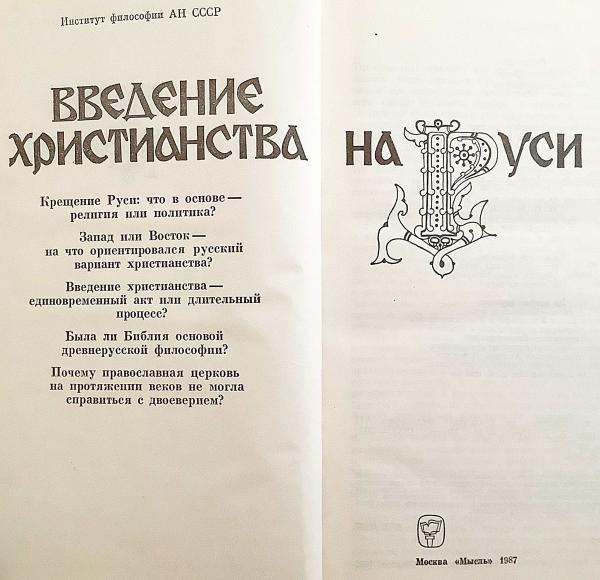 Институт философии АН СССР
ВВЕДЕНИЕ
ХРИСТИАНСТВА НА РУСИ
Крещение Руси: что в основе —
религия или политика?
Запад или Восток —
на что ориентировался русский
вариант христианства?
Введение христианства —
единовременный акт или длительный
процесс?
Была ли Библия основой
древнерусской философии?
Почему православная церковь
на протяжении веков не могла
справиться с двоеверием?
Москва «Мысль» 1987